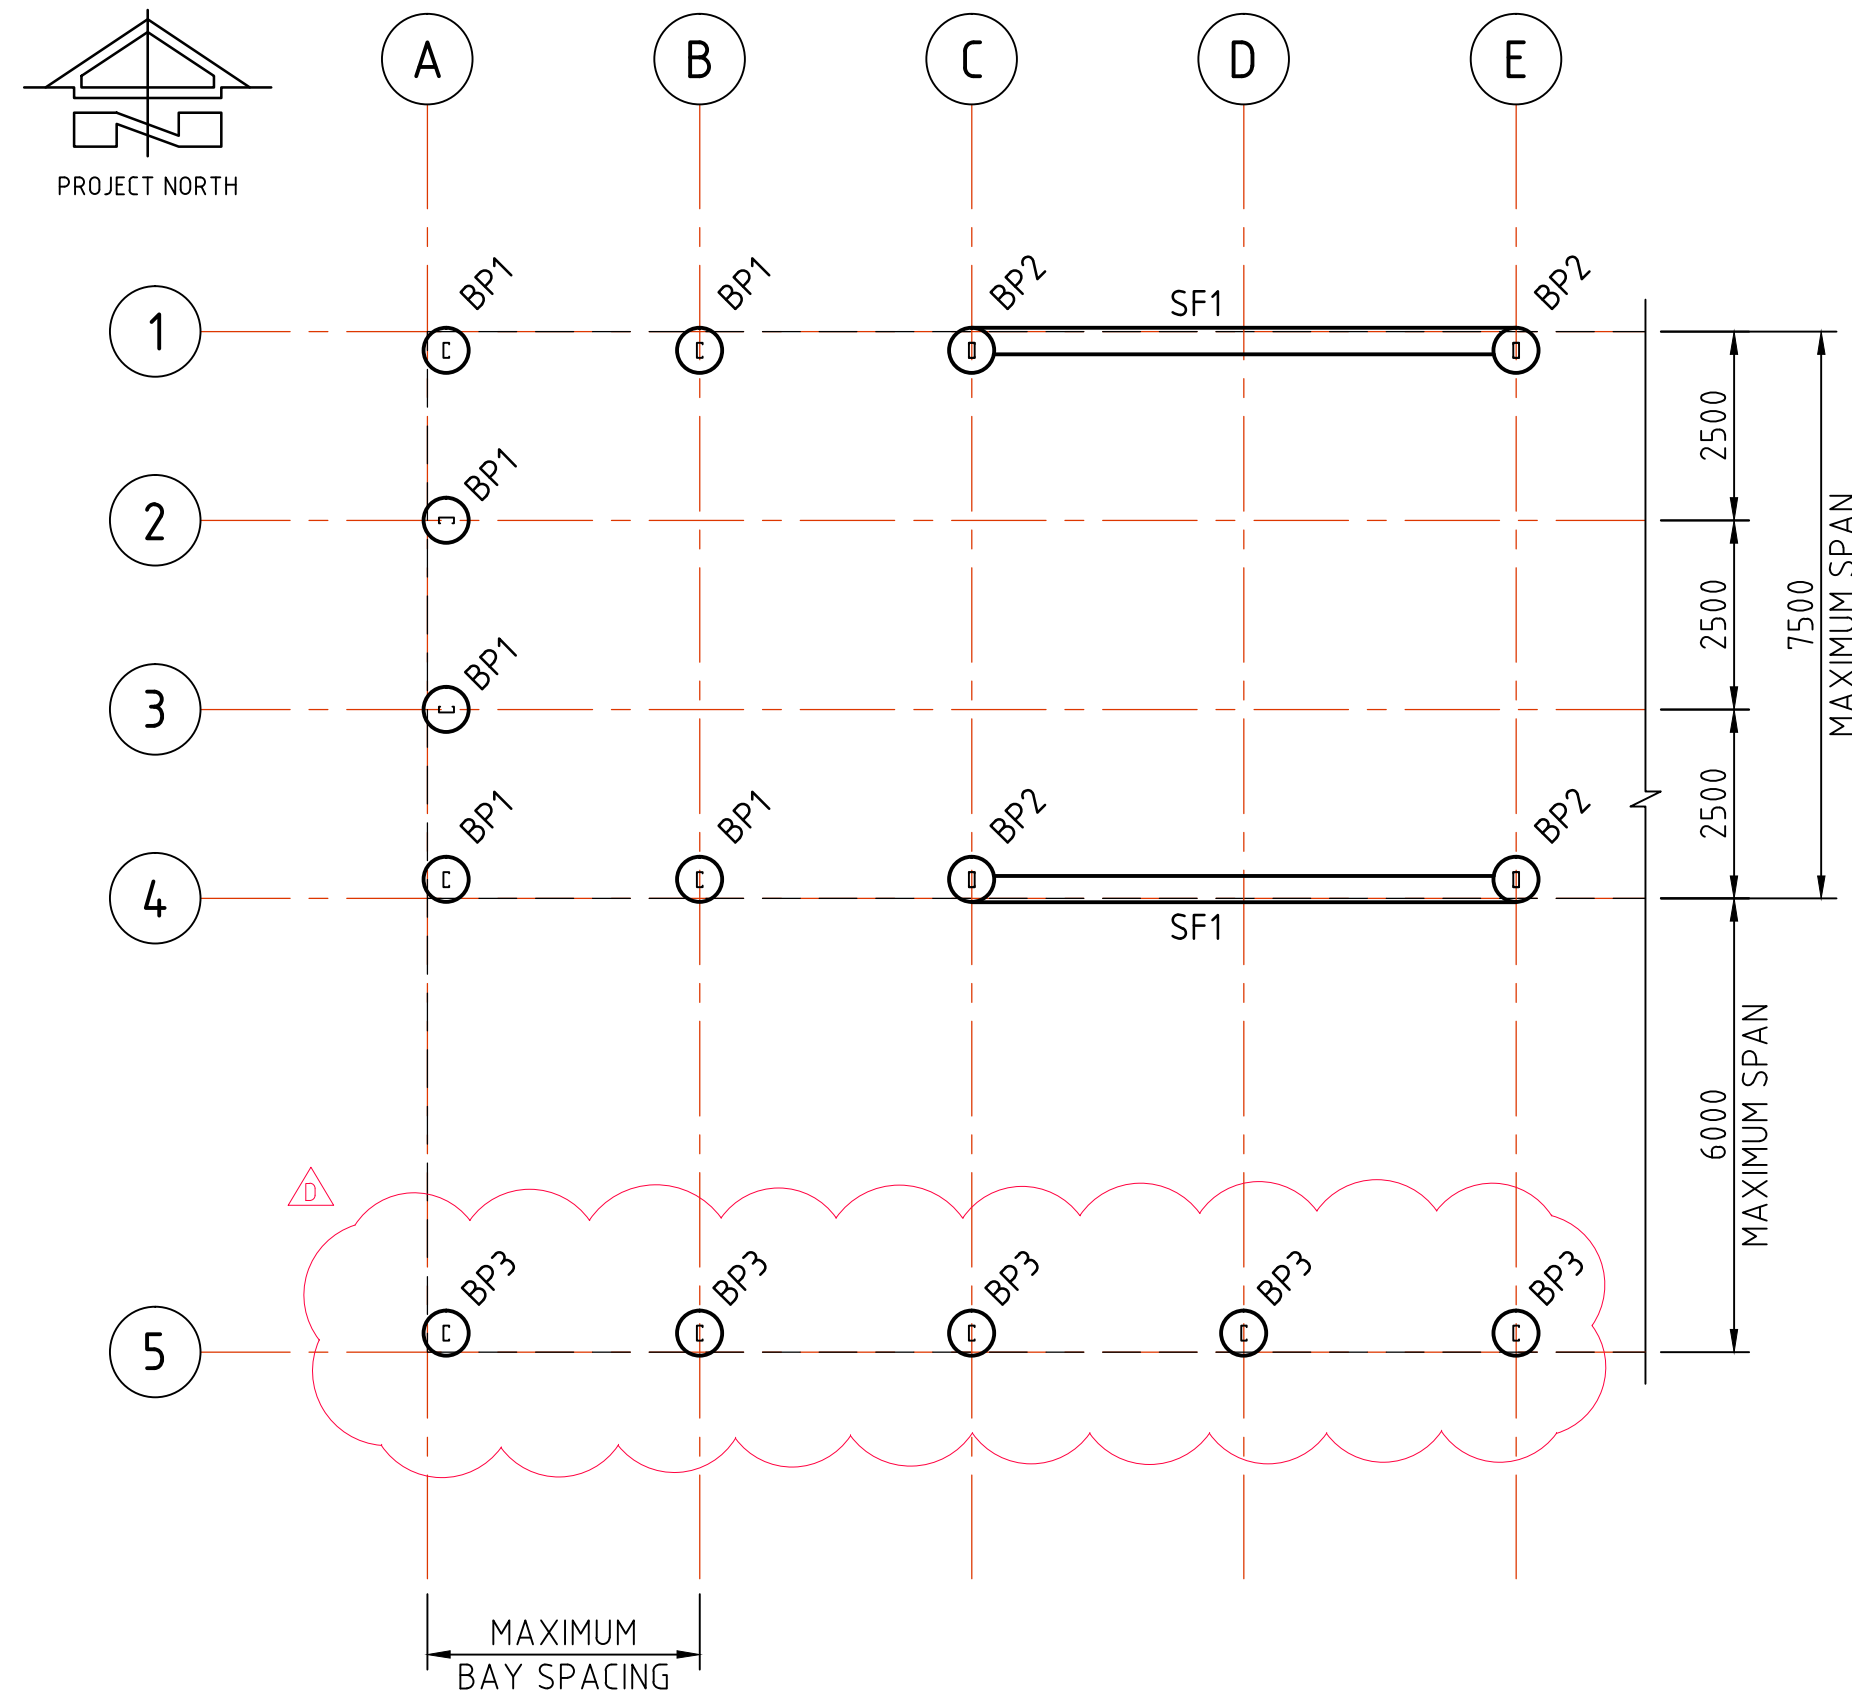 A
B
C
D
E
PROJECT NORTH
BP1
BP1
BP2
BP2
SF1
1
2500
BP1
2
MAXIMUM SPAN
7500
2500
BP1
3
2500
BP1
BP1
BP2
BP2
4
SF1
6000
MAXIMUM SPAN
D
BP3
BP3
BP3
BP3
BP3
5
MAXIMUM
BAY SPACING